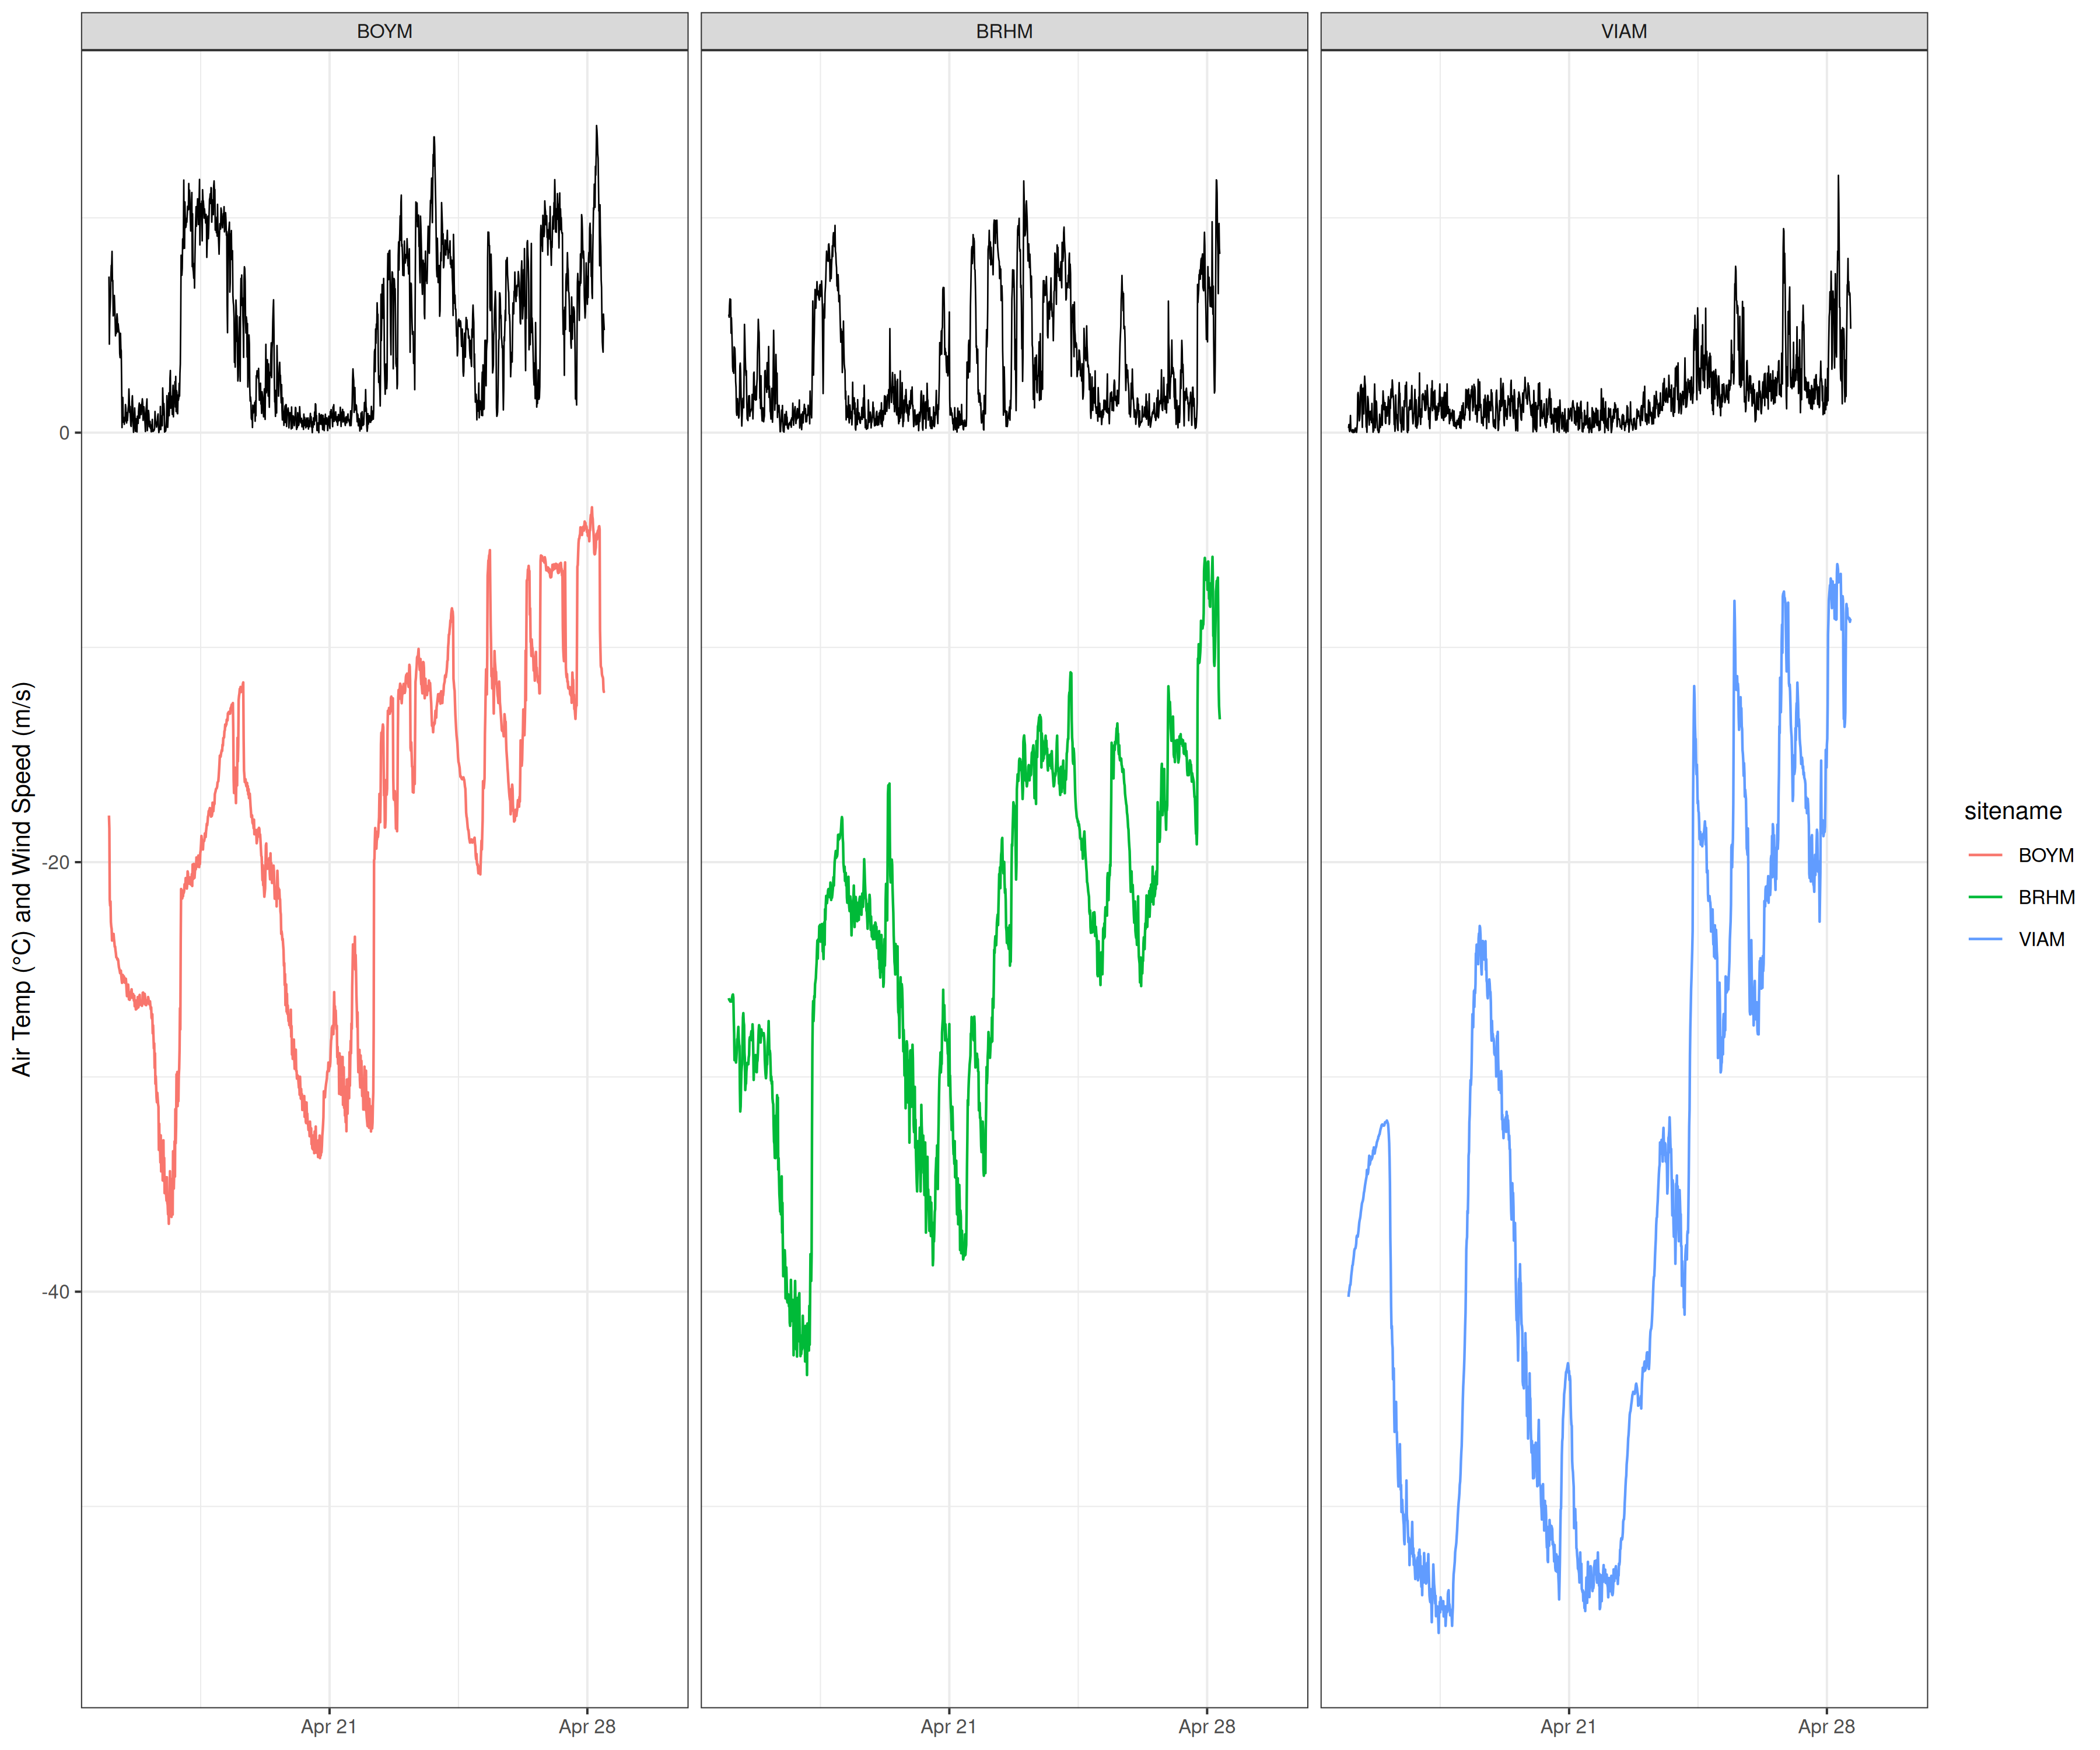 BOYM
BRHM
VIAM
0
-20
-40
Air Temp (°C) and Wind Speed (m/s)
Apr 21
Apr 28
Apr 21
Apr 28
Apr 21
Apr 28
sitename
BOYM
BRHM
VIAM